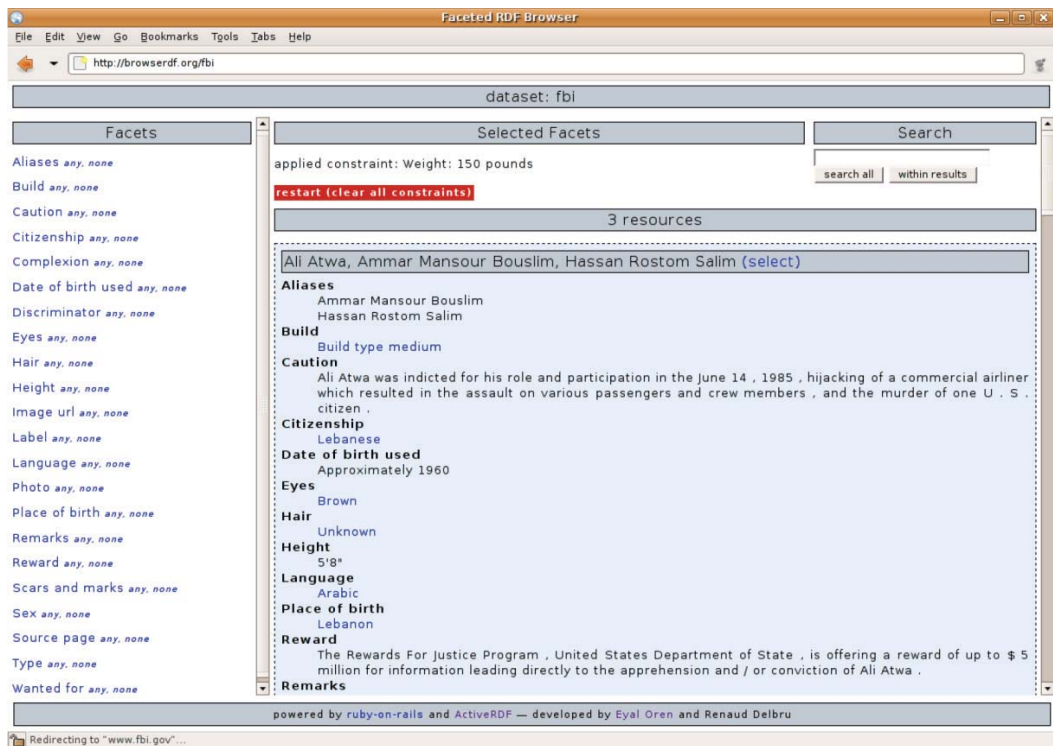 Faceted RDF Browser
File Edit View Go Bookmarks Tools Tabs Help
http://browserdf.org/fbi
dataset: fbi
Facets
Aliases any, none
Build any, none
Caution any, none
Citizenship any, none
Complexion any, none
Date of birth used any, none
Discriminator any, none
Eyes any, none
Hair any, none
Height any, none
Image url any, none
Label any, none
Language any, none
Photo any, none
Place of birth any, none
Remarks any, none
Reward any, none
Scars and marks any, none
Sex any, none
Source page any, none
Type any, none
Wanted for any, none
Selected Facets
applied constraint: Weight: 150 pounds
restart (clear all constraints)
Search
search all within results
3 resources
Ali Atwa, Ammar Mansour Bouslim, Hassan Rostom Salim (select)
Aliases
Ammar Mansour Bouslim
Hassan Rostom Salim
Build
Build type medium
Caution
Ali Atwa was indicted for his role and participation in the June 14 , 1985 , hijacking of a commercial airliner
which resulted in the assault on various passengers and crew members , and the murder of one U . S .
citizen .
Citizenship
Lebanese
Date of birth used
Approximately 1960
Eyes
Brown
Hair
Unknown
Height
5'8"
Language
Arabic
Place of birth
Lebanon
Reward
The Rewards For Justice Program , United States Department of State , is offering a reward of up to $ 5
million for information leading directly to the apprehension and / or conviction of Ali Atwa .
Remarks
powered by ruby-on-rails and ActiveRDF — developed by Eyal Oren and Renaud Delbru
Redirecting to "www.fbi.gov"...